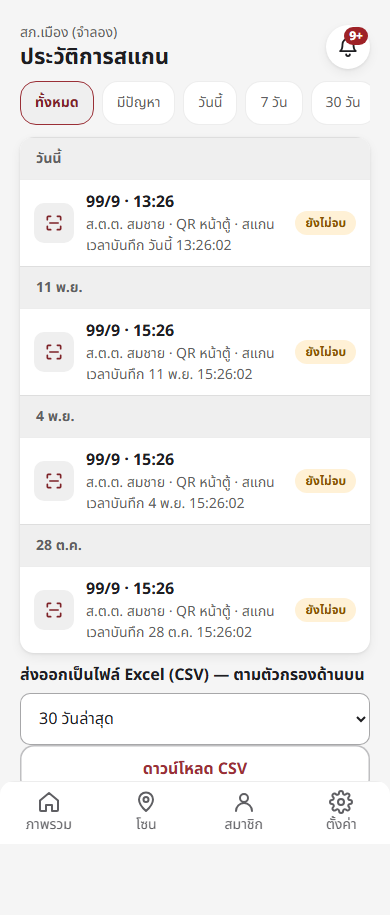 สภ.เมือง (จำลอง)
ประวัติการสแกน
9+
ทั้งหมด
มีปัญหา
วันนี้
7 วัน
30 วัน
วันนี้
99/9 · 13:26
ส.ต.ต. สมชาย · QR หน้าตู้ · สแกน
เวลาบันทึก วันนี้ 13:26:02
ยังไม่จบ
11 พ.ย.
99/9 · 15:26
ส.ต.ต. สมชาย · QR หน้าตู้ · สแกน
เวลาบันทึก 11 พ.ย. 15:26:02
ยังไม่จบ
4 พ.ย.
99/9 · 15:26
ส.ต.ต. สมชาย · QR หน้าตู้ · สแกน
เวลาบันทึก 4 พ.ย. 15:26:02
ยังไม่จบ
28 ต.ค.
99/9 · 15:26
ส.ต.ต. สมชาย · QR หน้าตู้ · สแกน
เวลาบันทึก 28 ต.ค. 15:26:02
ยังไม่จบ
ส่งออกเป็นไฟล์ Excel (CSV) — ตามตัวกรองด้านบน
30 วันล่าสุด
ดาวน์โหลด CSV
ภาพรวม
โซน
สมาชิก
ตั้งค่า